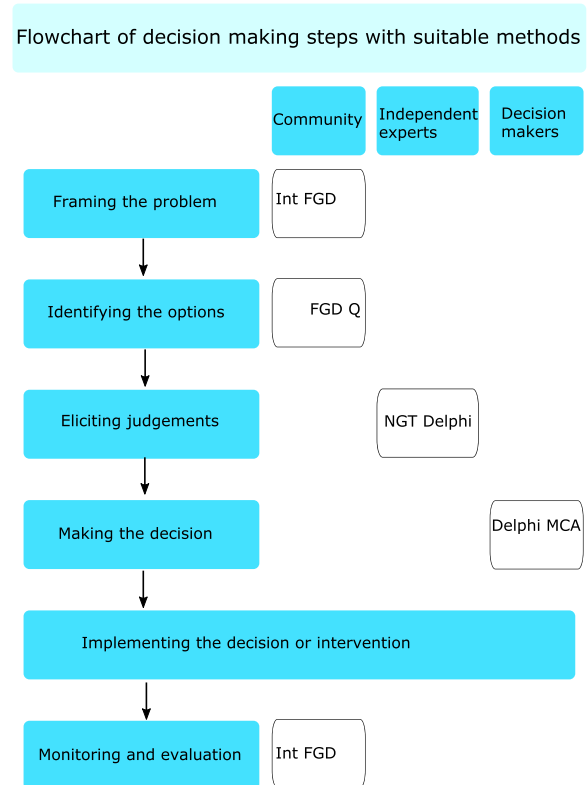 Flowchart of decision making steps with suitable methods
Community
Independent
experts
Decision
makers
Framing the problem
Int FGD
Identifying the options
FGD Q
Eliciting judgements
NGT Delphi
Making the decision
Delphi MCA
Implementing the decision or intervention
Monitoring and evaluation
Int FGD